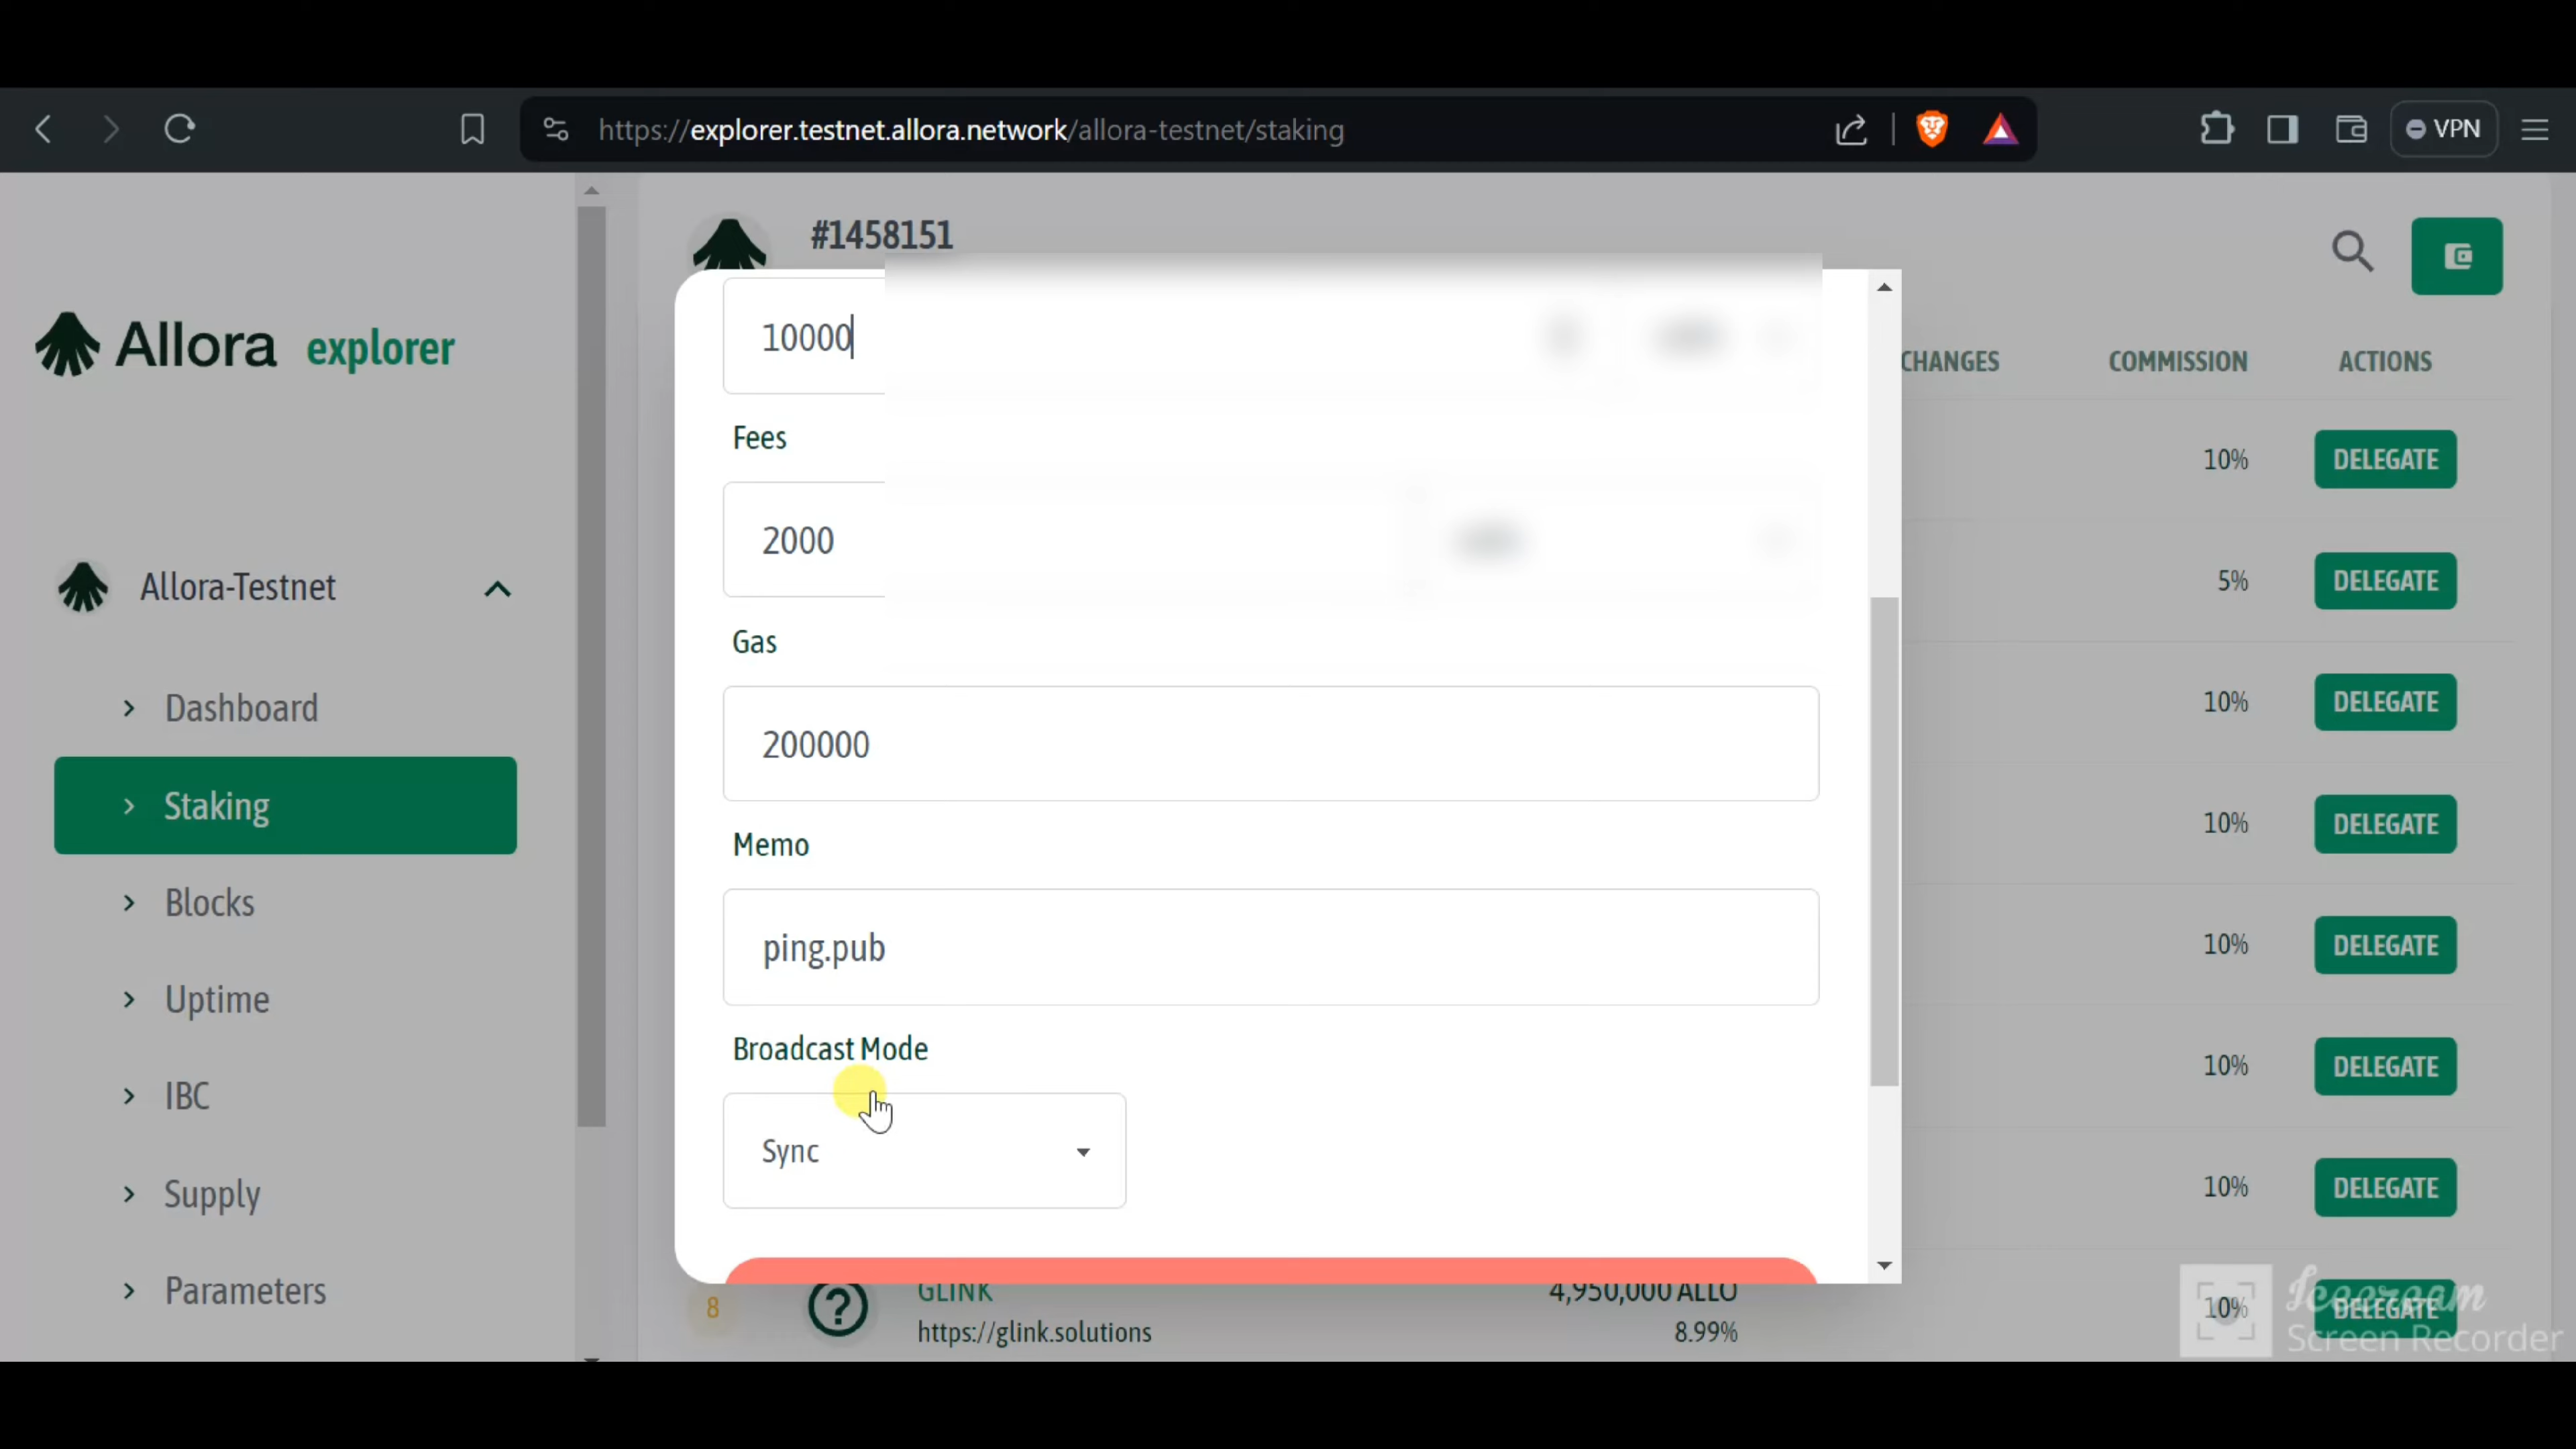 https://explorer.testnet.allora.network/allora-testnet/staking
VPN
#1458151
Allora explorer
10000
CHANGES COMMISSION ACTIONS
Fees
10% DELEGATE
2000
Allora-Testnet
5% DELEGATE
Gas
Dashboard
200000
10% DELEGATE
Staking
Memo
10% DELEGATE
Blocks
ping.pub
10% DELEGATE
Uptime
Broadcast Mode
IBC
10% DELEGATE
Sync
Supply
10% DELEGATE
Parameters
8 GLINK 4,950,000 ALLO
10% DELEGATE
https://glink.solutions 8.99%
Icecream
Screen Recorder